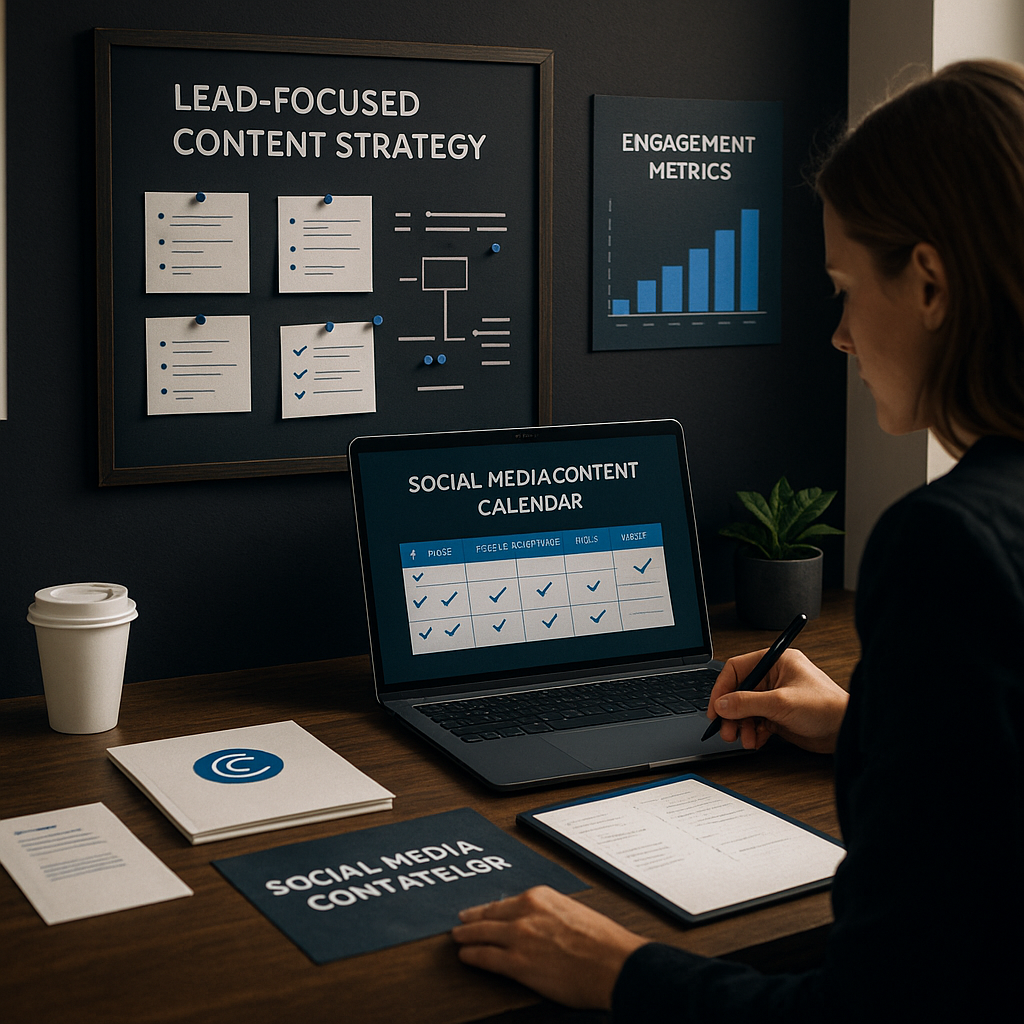 LEAD-FOCUSED
CONTENT STRATEGY
ENGAGEMENT
METRICS
SOCIAL MEDIA CONTENT
CALENDAR
SOCIAL MEDIA
CONTATELGR